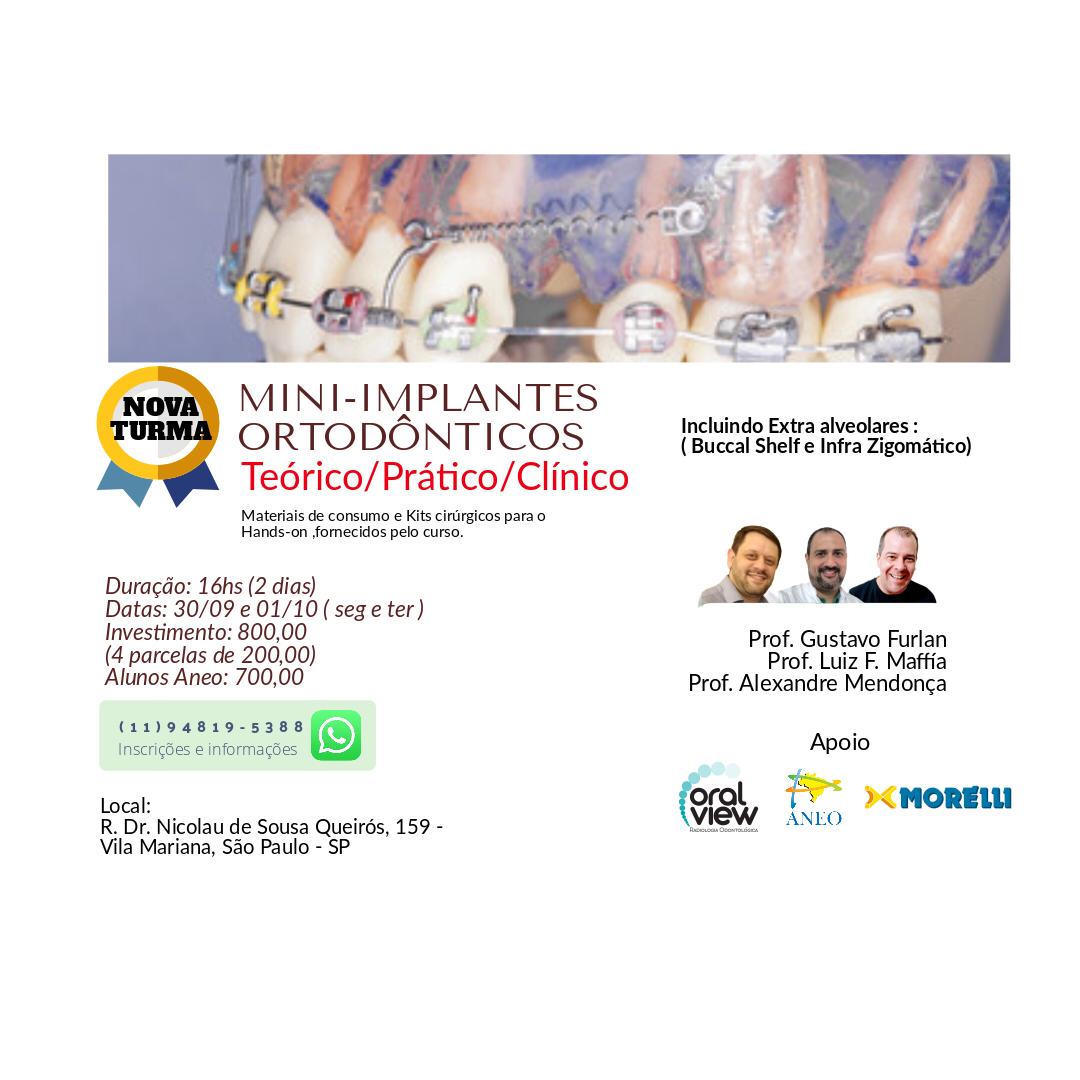 NOVA
TURMA
MINI-IMPLANTES
ORTODÔNTICOS
Teórico/Prático/Clínico
Materiais de consumo e Kits cirúrgicos para o
Hands-on ,fornecidos pelo curso.
Incluindo Extra alveolares :
( Buccal Shelf e Infra Zigomático)
Duração: 16hs (2 dias)
Datas: 30/09 e 01/10 ( seg e ter )
Investimento: 800,00
(4 parcelas de 200,00)
Alunos Aneo: 700,00
(11)94819-5388
Inscrições e informações
Local:
R. Dr. Nicolau de Sousa Queirós, 159 -
Vila Mariana, São Paulo - SP
Prof. Gustavo Furlan
Prof. Luiz F. Maffía
Prof. Alexandre Mendonça
Apoio
oral
view
Radiologia Odontológica
ANEO
MORELLI